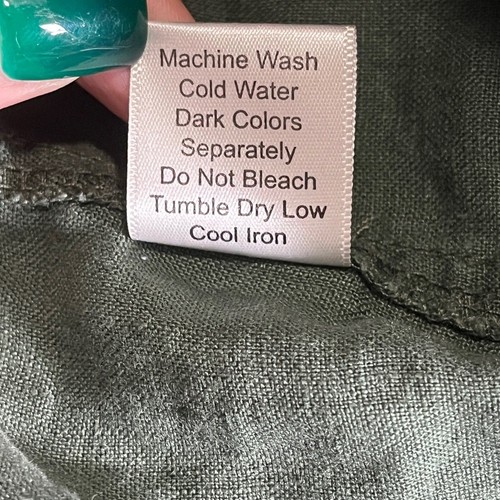 Machine Wash
Cold Water
Dark Colors
Separately
Do Not Bleach
Tumble Dry Low
Cool Iron